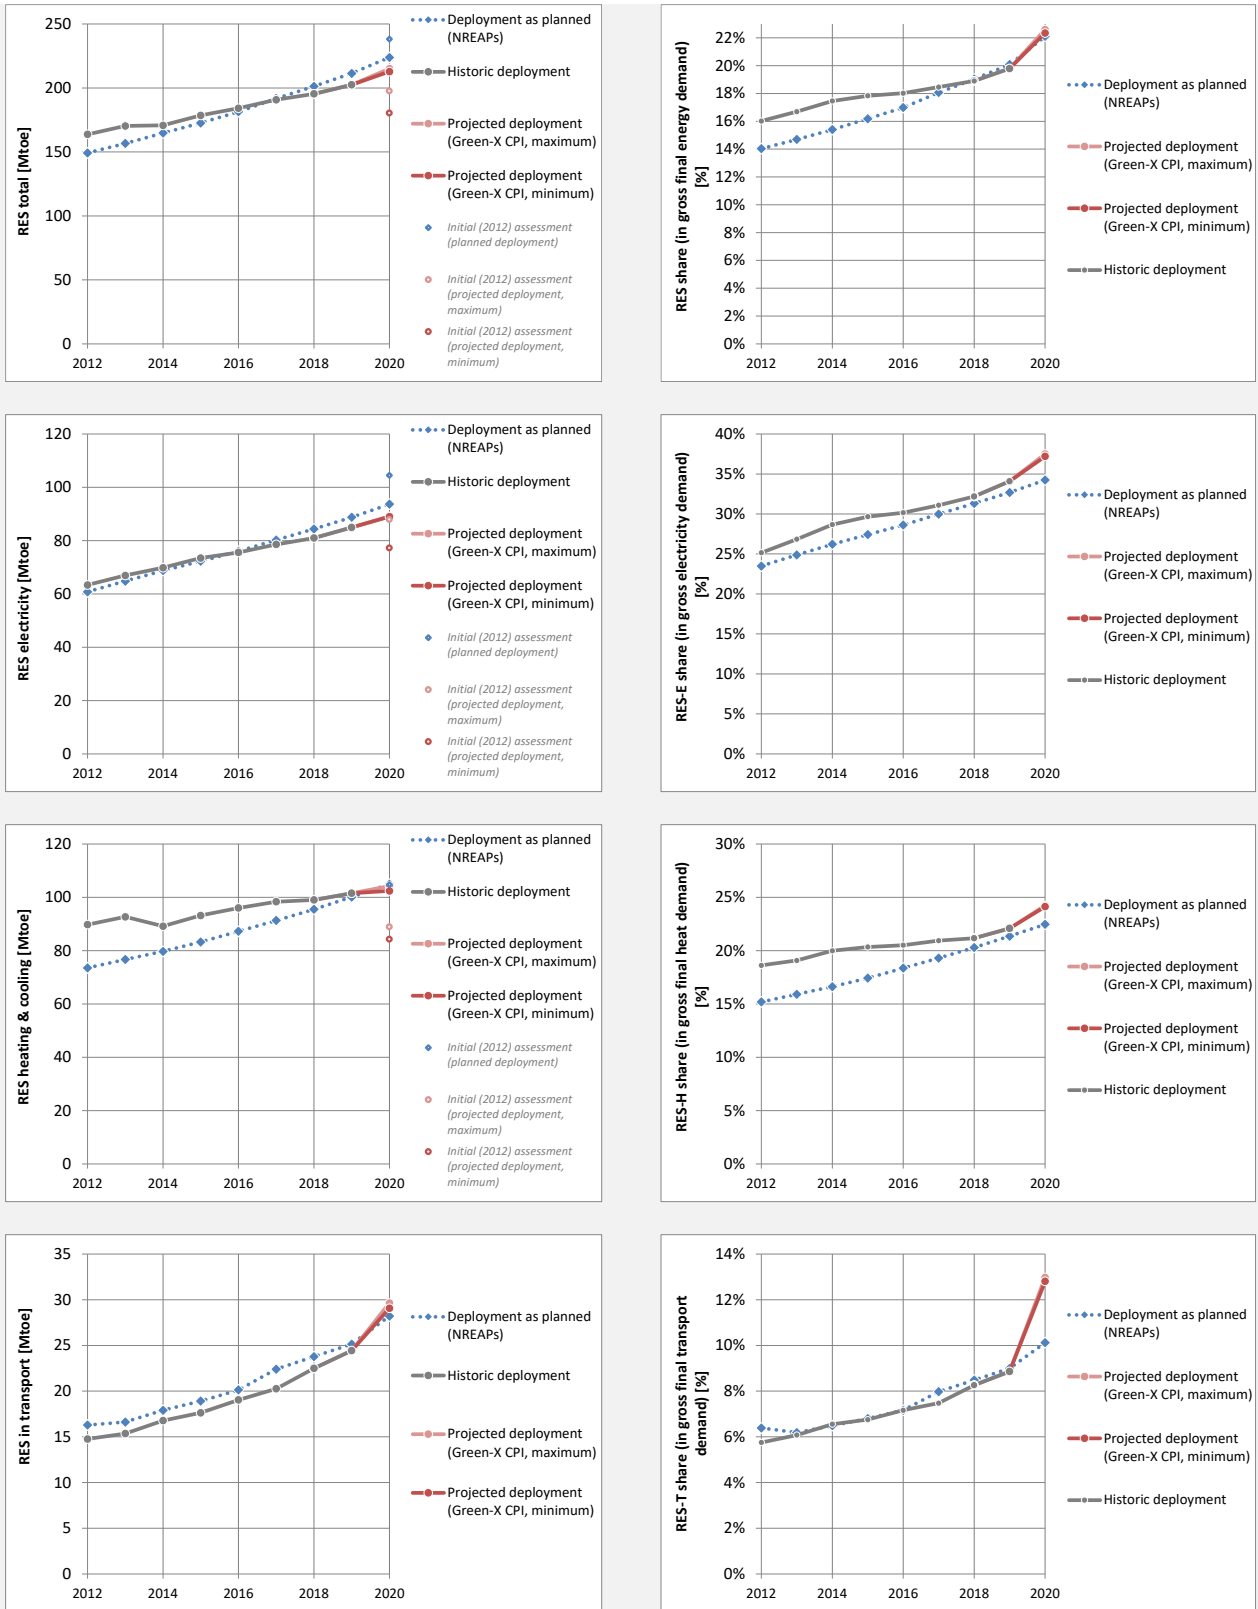 RES total [Mtoe]
250
200
150
100
50
0
2012
2014
2016
2018
2020
Deployment as planned
(NREAPs)
Historic deployment
Projected deployment
(Green-X CPI, maximum)
Projected deployment
(Green-X CPI, minimum)
Initial (2012) assessment
(planned deployment)
Initial (2012) assessment
(projected deployment,
maximum)
Initial (2012) assessment
(projected deployment,
minimum)
RES share (in gross final energy demand)
[%]
22%
20%
18%
16%
14%
12%
10%
8%
6%
4%
2%
0%
2012
2014
2016
2018
2020
Deployment as planned
(NREAPs)
Projected deployment
(Green-X CPI, maximum)
Projected deployment
(Green-X CPI, minimum)
Historic deployment
RES electricity [Mtoe]
120
100
80
60
40
20
0
2012
2014
2016
2018
2020
Deployment as planned
(NREAPs)
Historic deployment
Projected deployment
(Green-X CPI, maximum)
Projected deployment
(Green-X CPI, minimum)
Initial (2012) assessment
(planned deployment)
Initial (2012) assessment
(projected deployment,
maximum)
Initial (2012) assessment
(projected deployment,
minimum)
RES-E share (in gross electricity demand)
[%]
40%
35%
30%
25%
20%
15%
10%
5%
0%
2012
2014
2016
2018
2020
Deployment as planned
(NREAPs)
Projected deployment
(Green-X CPI, maximum)
Projected deployment
(Green-X CPI, minimum)
Historic deployment
RES heating & cooling [Mtoe]
120
100
80
60
40
20
0
2012
2014
2016
2018
2020
Deployment as planned
(NREAPs)
Historic deployment
Projected deployment
(Green-X CPI, maximum)
Projected deployment
(Green-X CPI, minimum)
Initial (2012) assessment
(planned deployment)
Initial (2012) assessment
(projected deployment,
maximum)
Initial (2012) assessment
(projected deployment,
minimum)
RES-H share (in gross final heat demand)
[%]
30%
25%
20%
15%
10%
5%
0%
2012
2014
2016
2018
2020
Deployment as planned
(NREAPs)
Projected deployment
(Green-X CPI, maximum)
Projected deployment
(Green-X CPI, minimum)
Historic deployment
RES in transport [Mtoe]
35
30
25
20
15
10
5
0
2012
2014
2016
2018
2020
Deployment as planned
(NREAPs)
Historic deployment
Projected deployment
(Green-X CPI, maximum)
Projected deployment
(Green-X CPI, minimum)
RES-T share (in gross final transport
demand) [%]
14%
12%
10%
8%
6%
4%
2%
0%
2012
2014
2016
2018
2020
Deployment as planned
(NREAPs)
Projected deployment
(Green-X CPI, maximum)
Projected deployment
(Green-X CPI, minimum)
Historic deployment